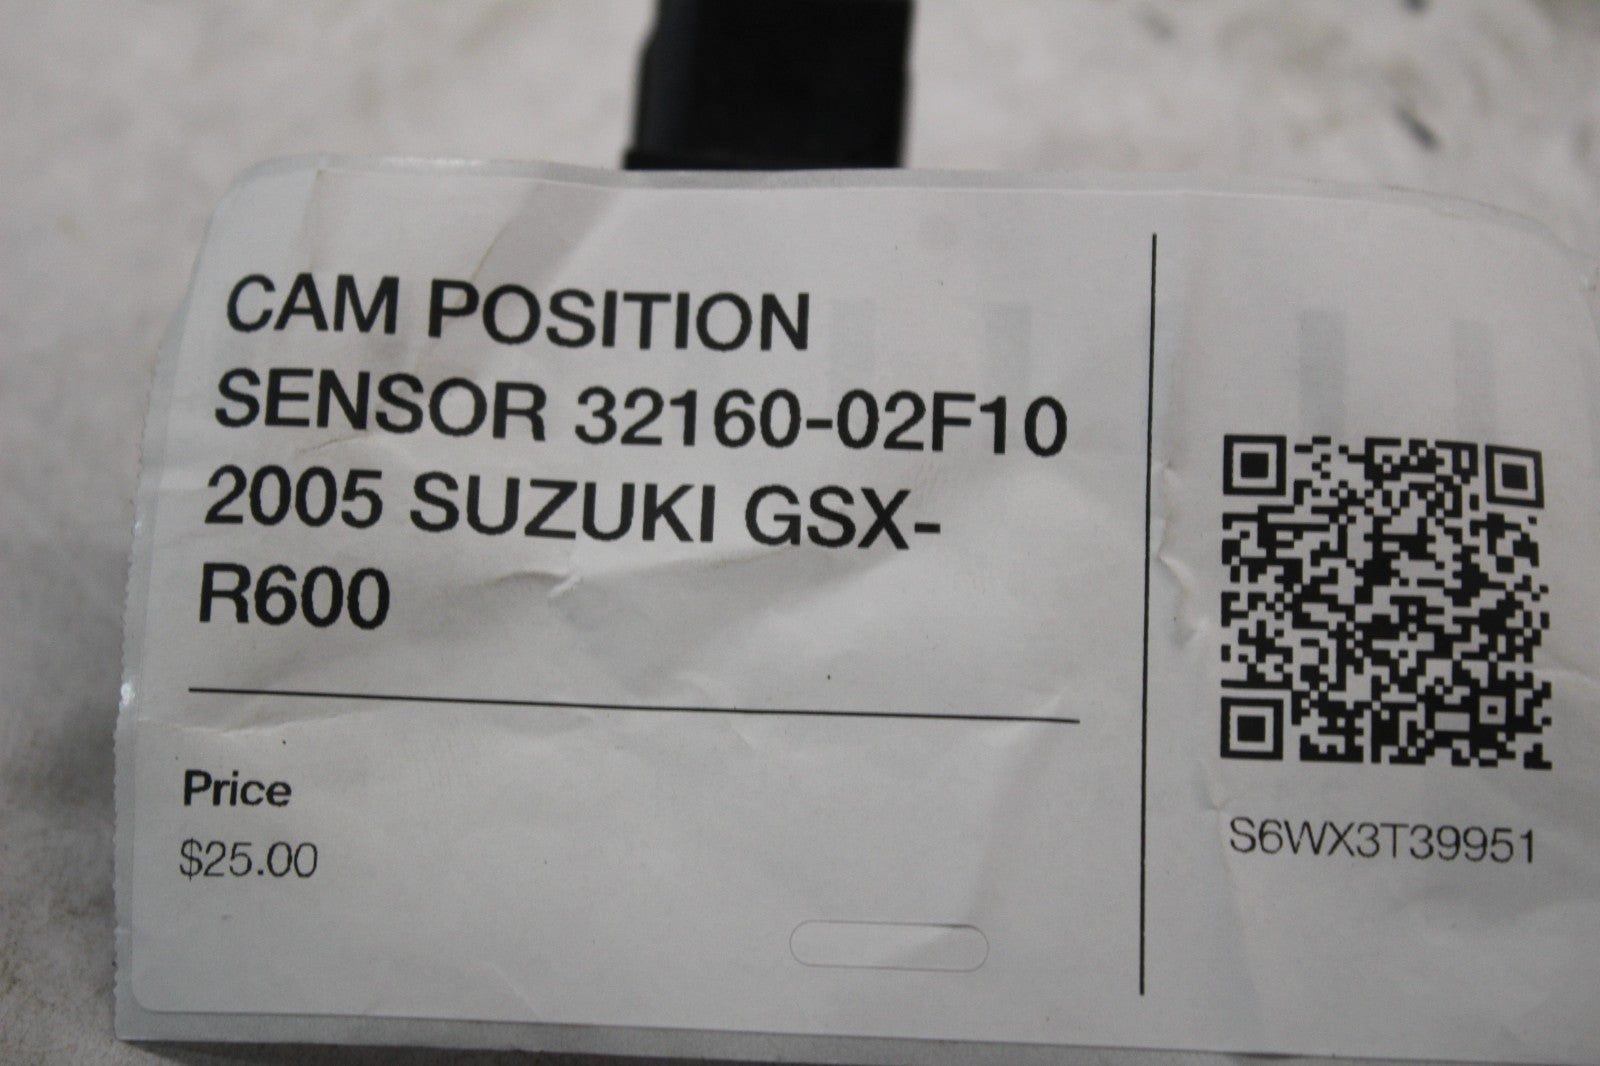 CAM POSITION
SENSOR 32160-02F10
2005 SUZUKI GSX-
R600
Price
$25.00
S6WX3T39951